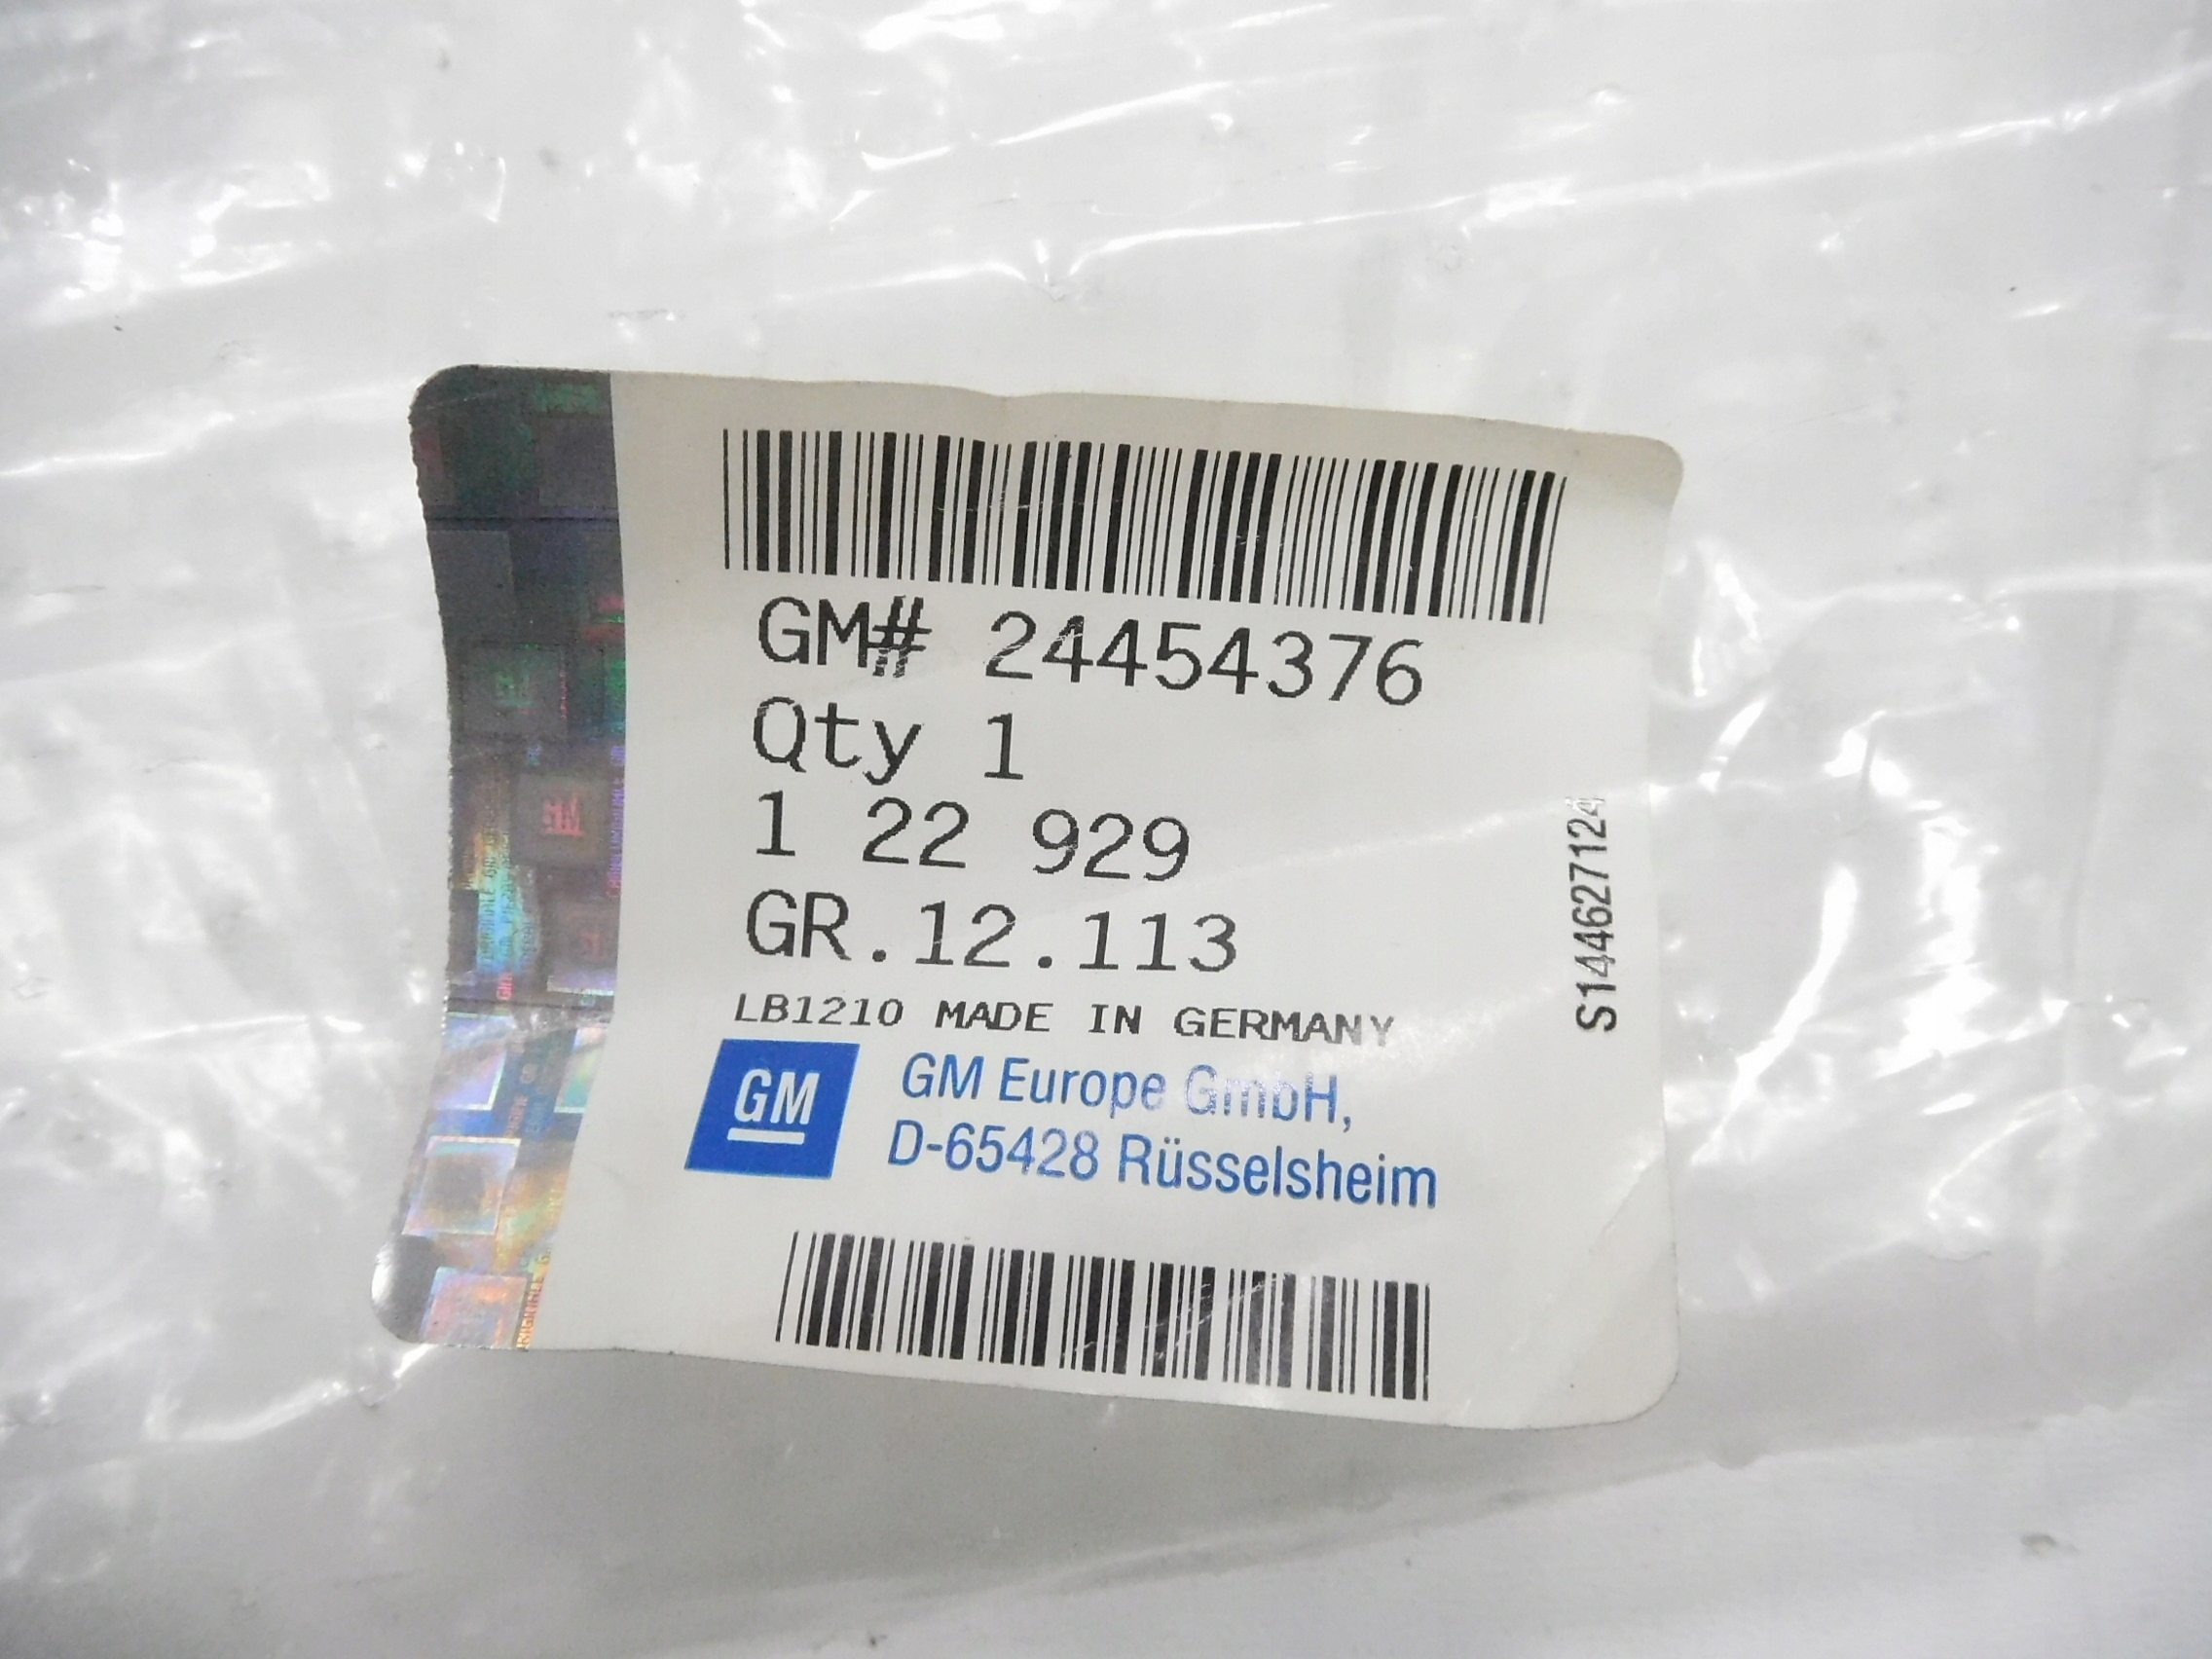 GM# 24454376
Qty 1
1 22 929
GR.12.113
LB1210 MADE IN GERMANY
GM
GM Europe GmbH,
D-65428 Rüsselsheim
S144627124